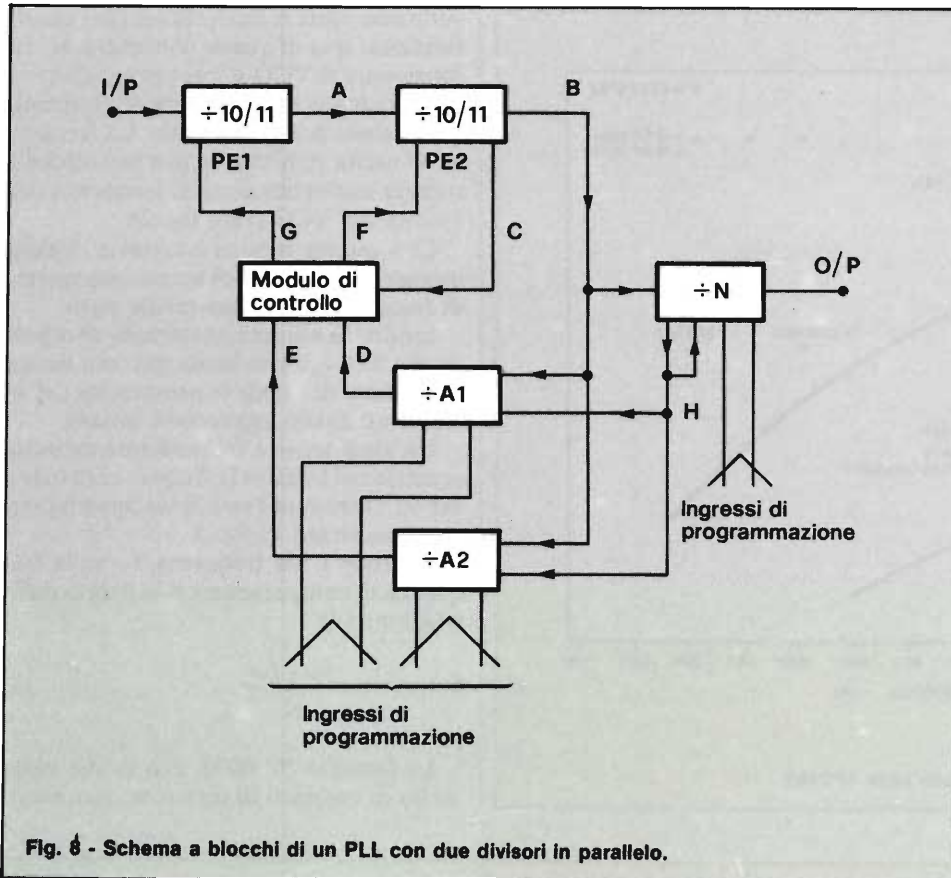 I/P
÷10/11
A
÷10/11
B
PE1
PE2
G
F
C
Modulo di
controllo
÷N
O/P
E
D
÷A1
H
Ingressi di
programmazione
÷A2
Ingressi di
programmazione
Fig. 8 - Schema a blocchi di un PLL con due divisori in parallelo.